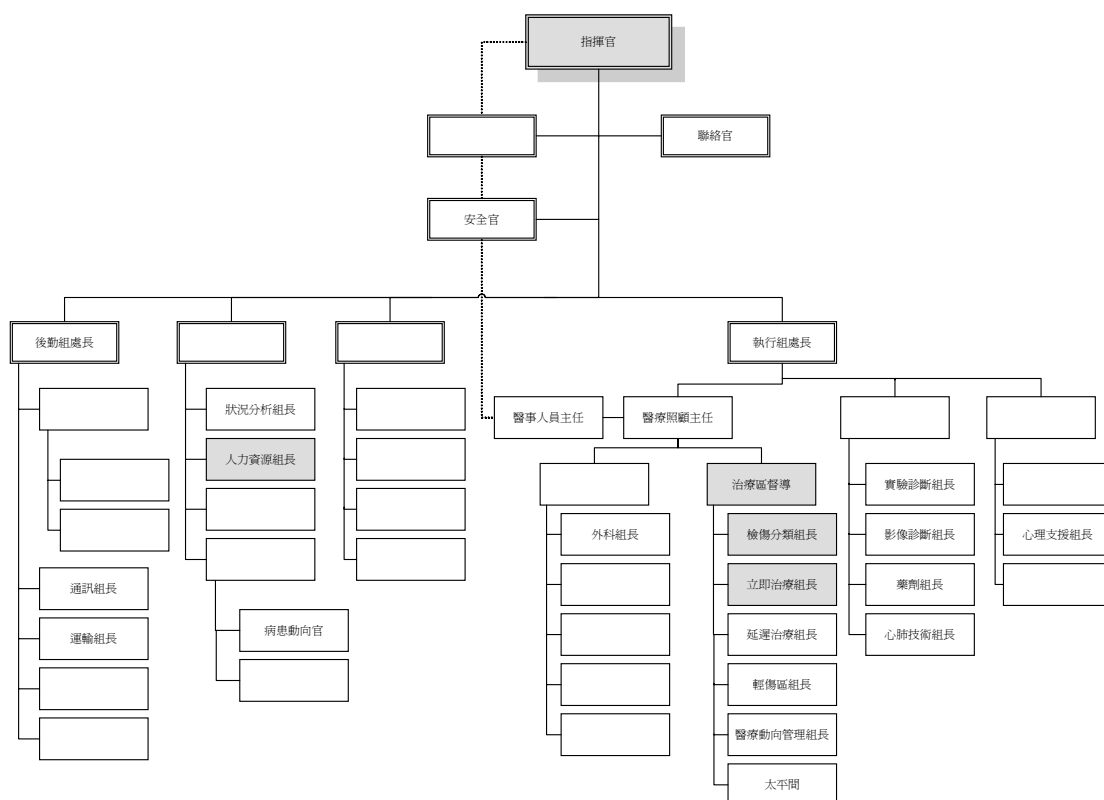 指揮官
聯絡官
安全官
後勤組處長
執行組處長
狀況分析組長
醫事人員主任
醫療照顧主任
人力資源組長
治療區督導
實驗診斷組長
外科組長
檢傷分類組長
影像診斷組長
心理支援組長
通訊組長
立即治療組長
藥劑組長
病患動向官
運輸組長
延遲治療組長
心肺技術組長
輕傷區組長
醫療動向管理組長
太平間